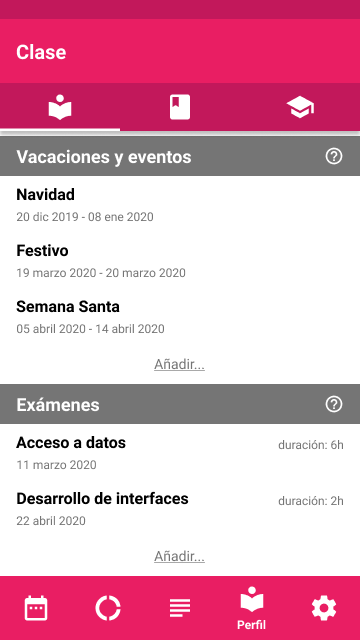 Clase
Vacaciones y eventos
Navidad
20 dic 2019 - 08 ene 2020
Festivo
19 marzo 2020 - 20 marzo 2020
Semana Santa
05 abril 2020 - 14 abril 2020
Añadir...
Exámenes
Acceso a datos
duración: 6h
11 marzo 2020
Desarrollo de interfaces
duración: 2h
22 abril 2020
Añadir...
Perfil